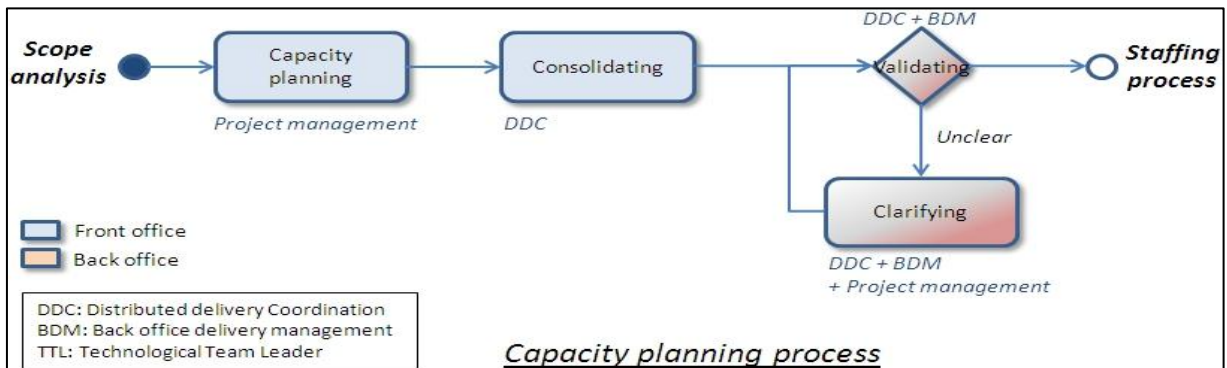 DDC + BDM
Scope
analysis
Capacity
planning
Consolidating
Validating
Staffing
process
Project management
DDC
Unclear
Clarifying
DDC + BDM
+ Project management
Front office
Back office
DDC: Distributed delivery Coordination
BDM: Back office delivery management
TTL: Technological Team Leader
Capacity planning process